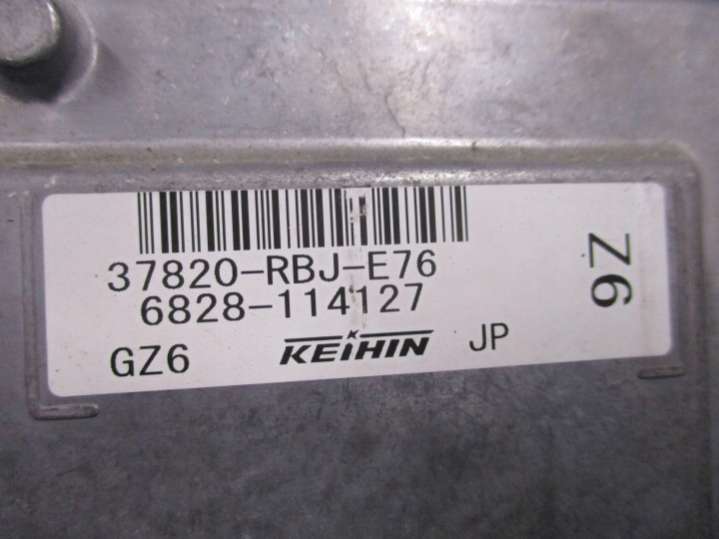 37820-RBJ-E76
6828-114127
GZ6 KEIHIN JP
Z6